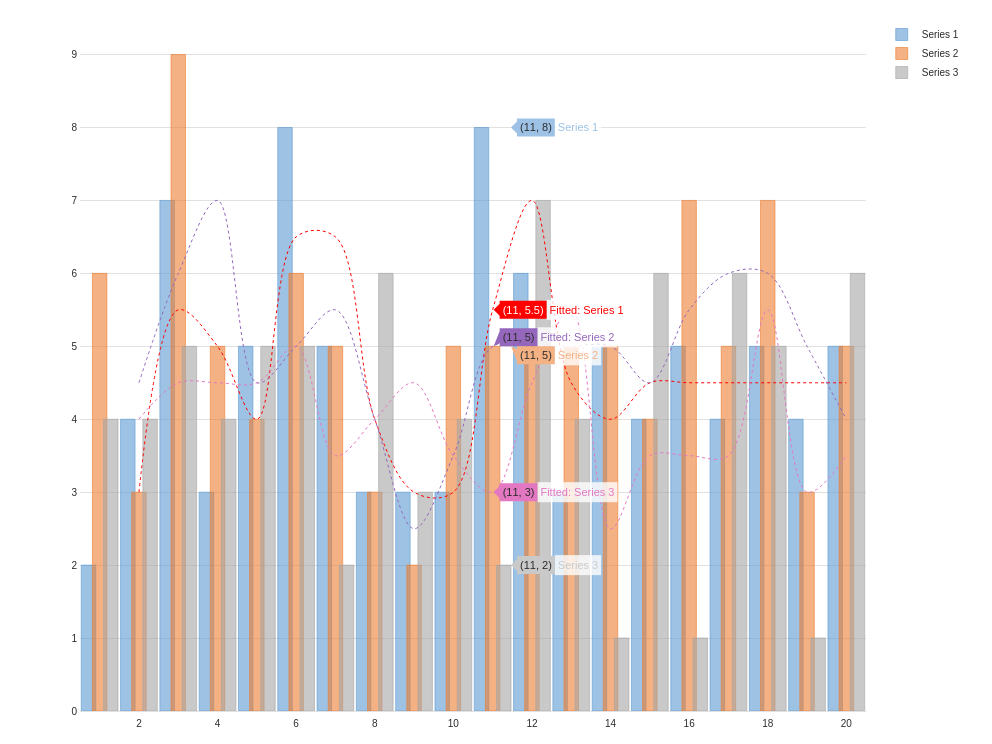 Series 1
Series 2
Series 3
9
8
7
6
5
4
3
2
1
0
(11, 8) Series 1
(11, 5.5) Fitted: Series 1
(11, 5) Fitted: Series 2
(11, 5) Series 2
(11, 3) Fitted: Series 3
(11, 2) Series 3
2 4 6 8 10 12 14 16 18 20